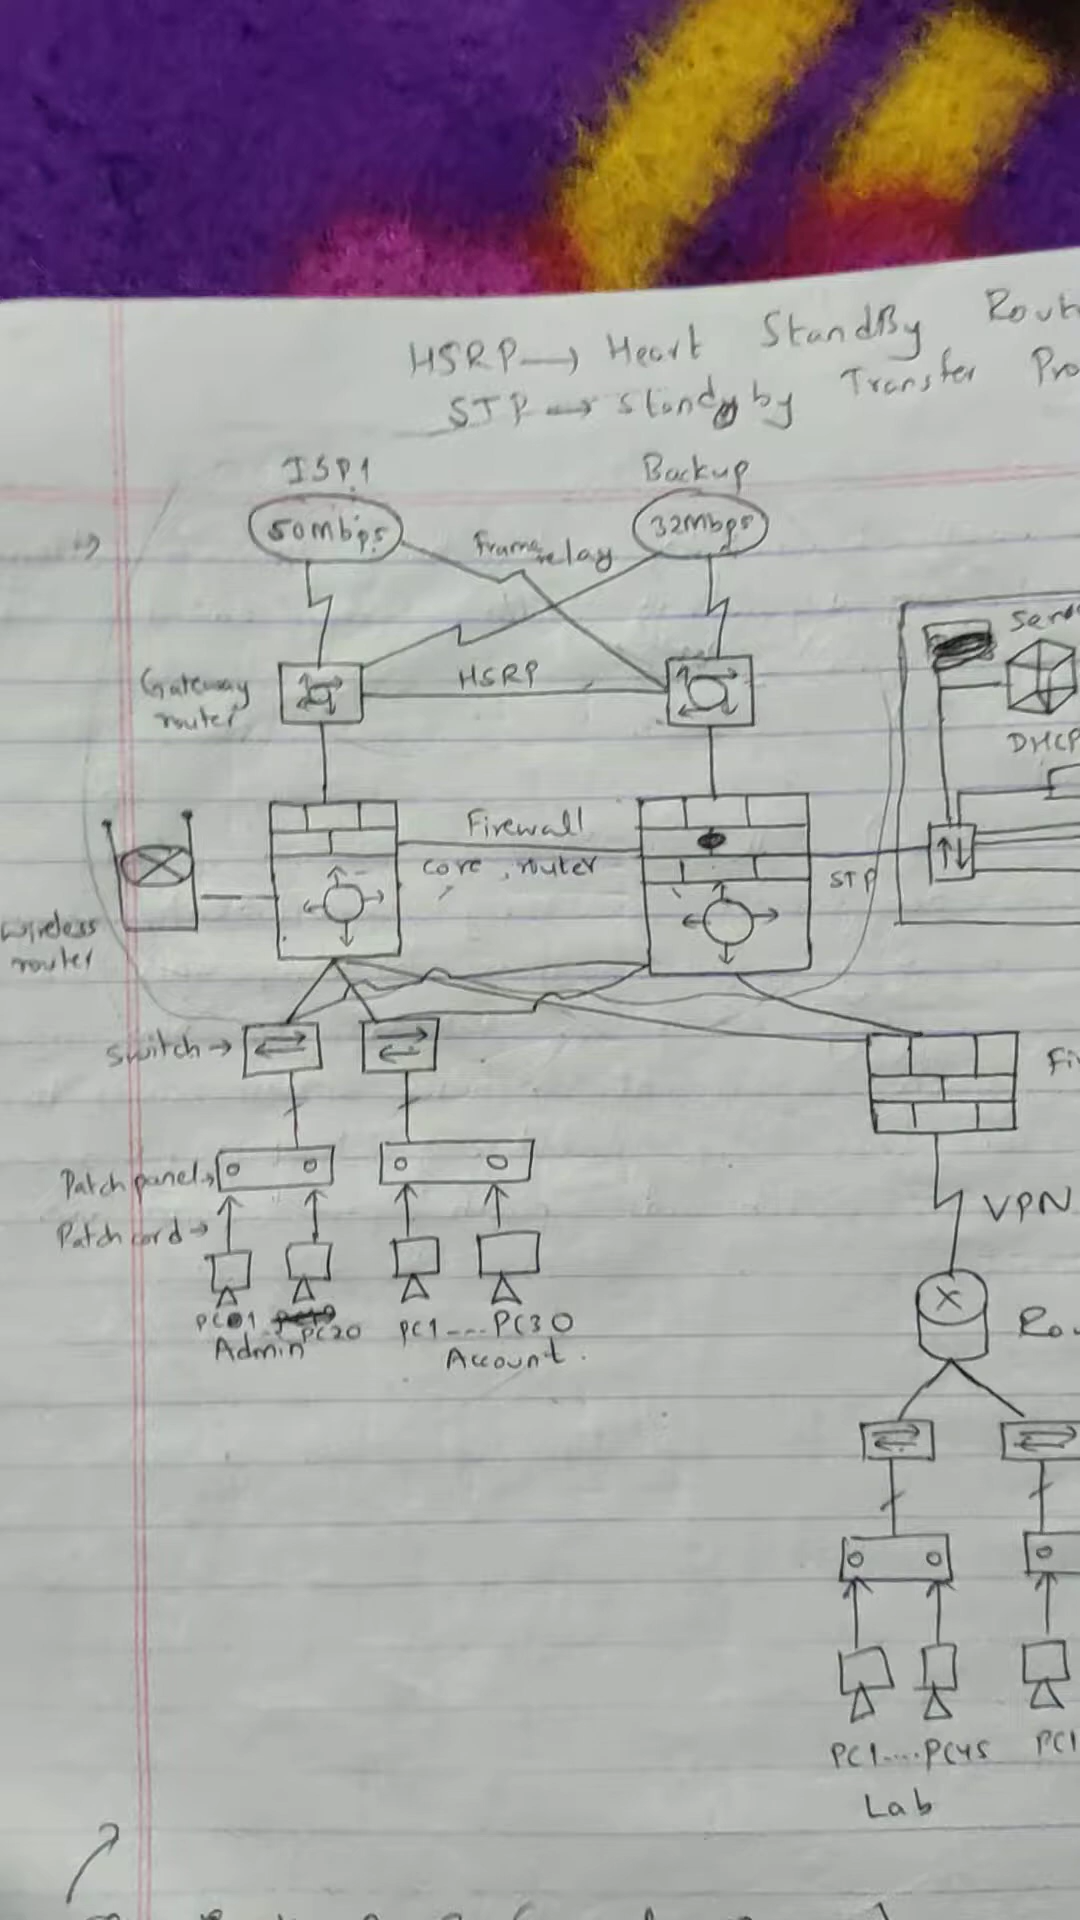 HSRP → Heart StandBy
STP → Standby Transfer
ISP1
Backup
50mbps
32Mbps
Frame relay
Gateway router
HSRP
DHCP
Firewall
core router
STP
Wireless router
Switch →
Patch panel →
Patch cord →
VPN
PC01 PC20
Admin
PC1....PC30
Account.
PC1....PC45
PC1
Lab